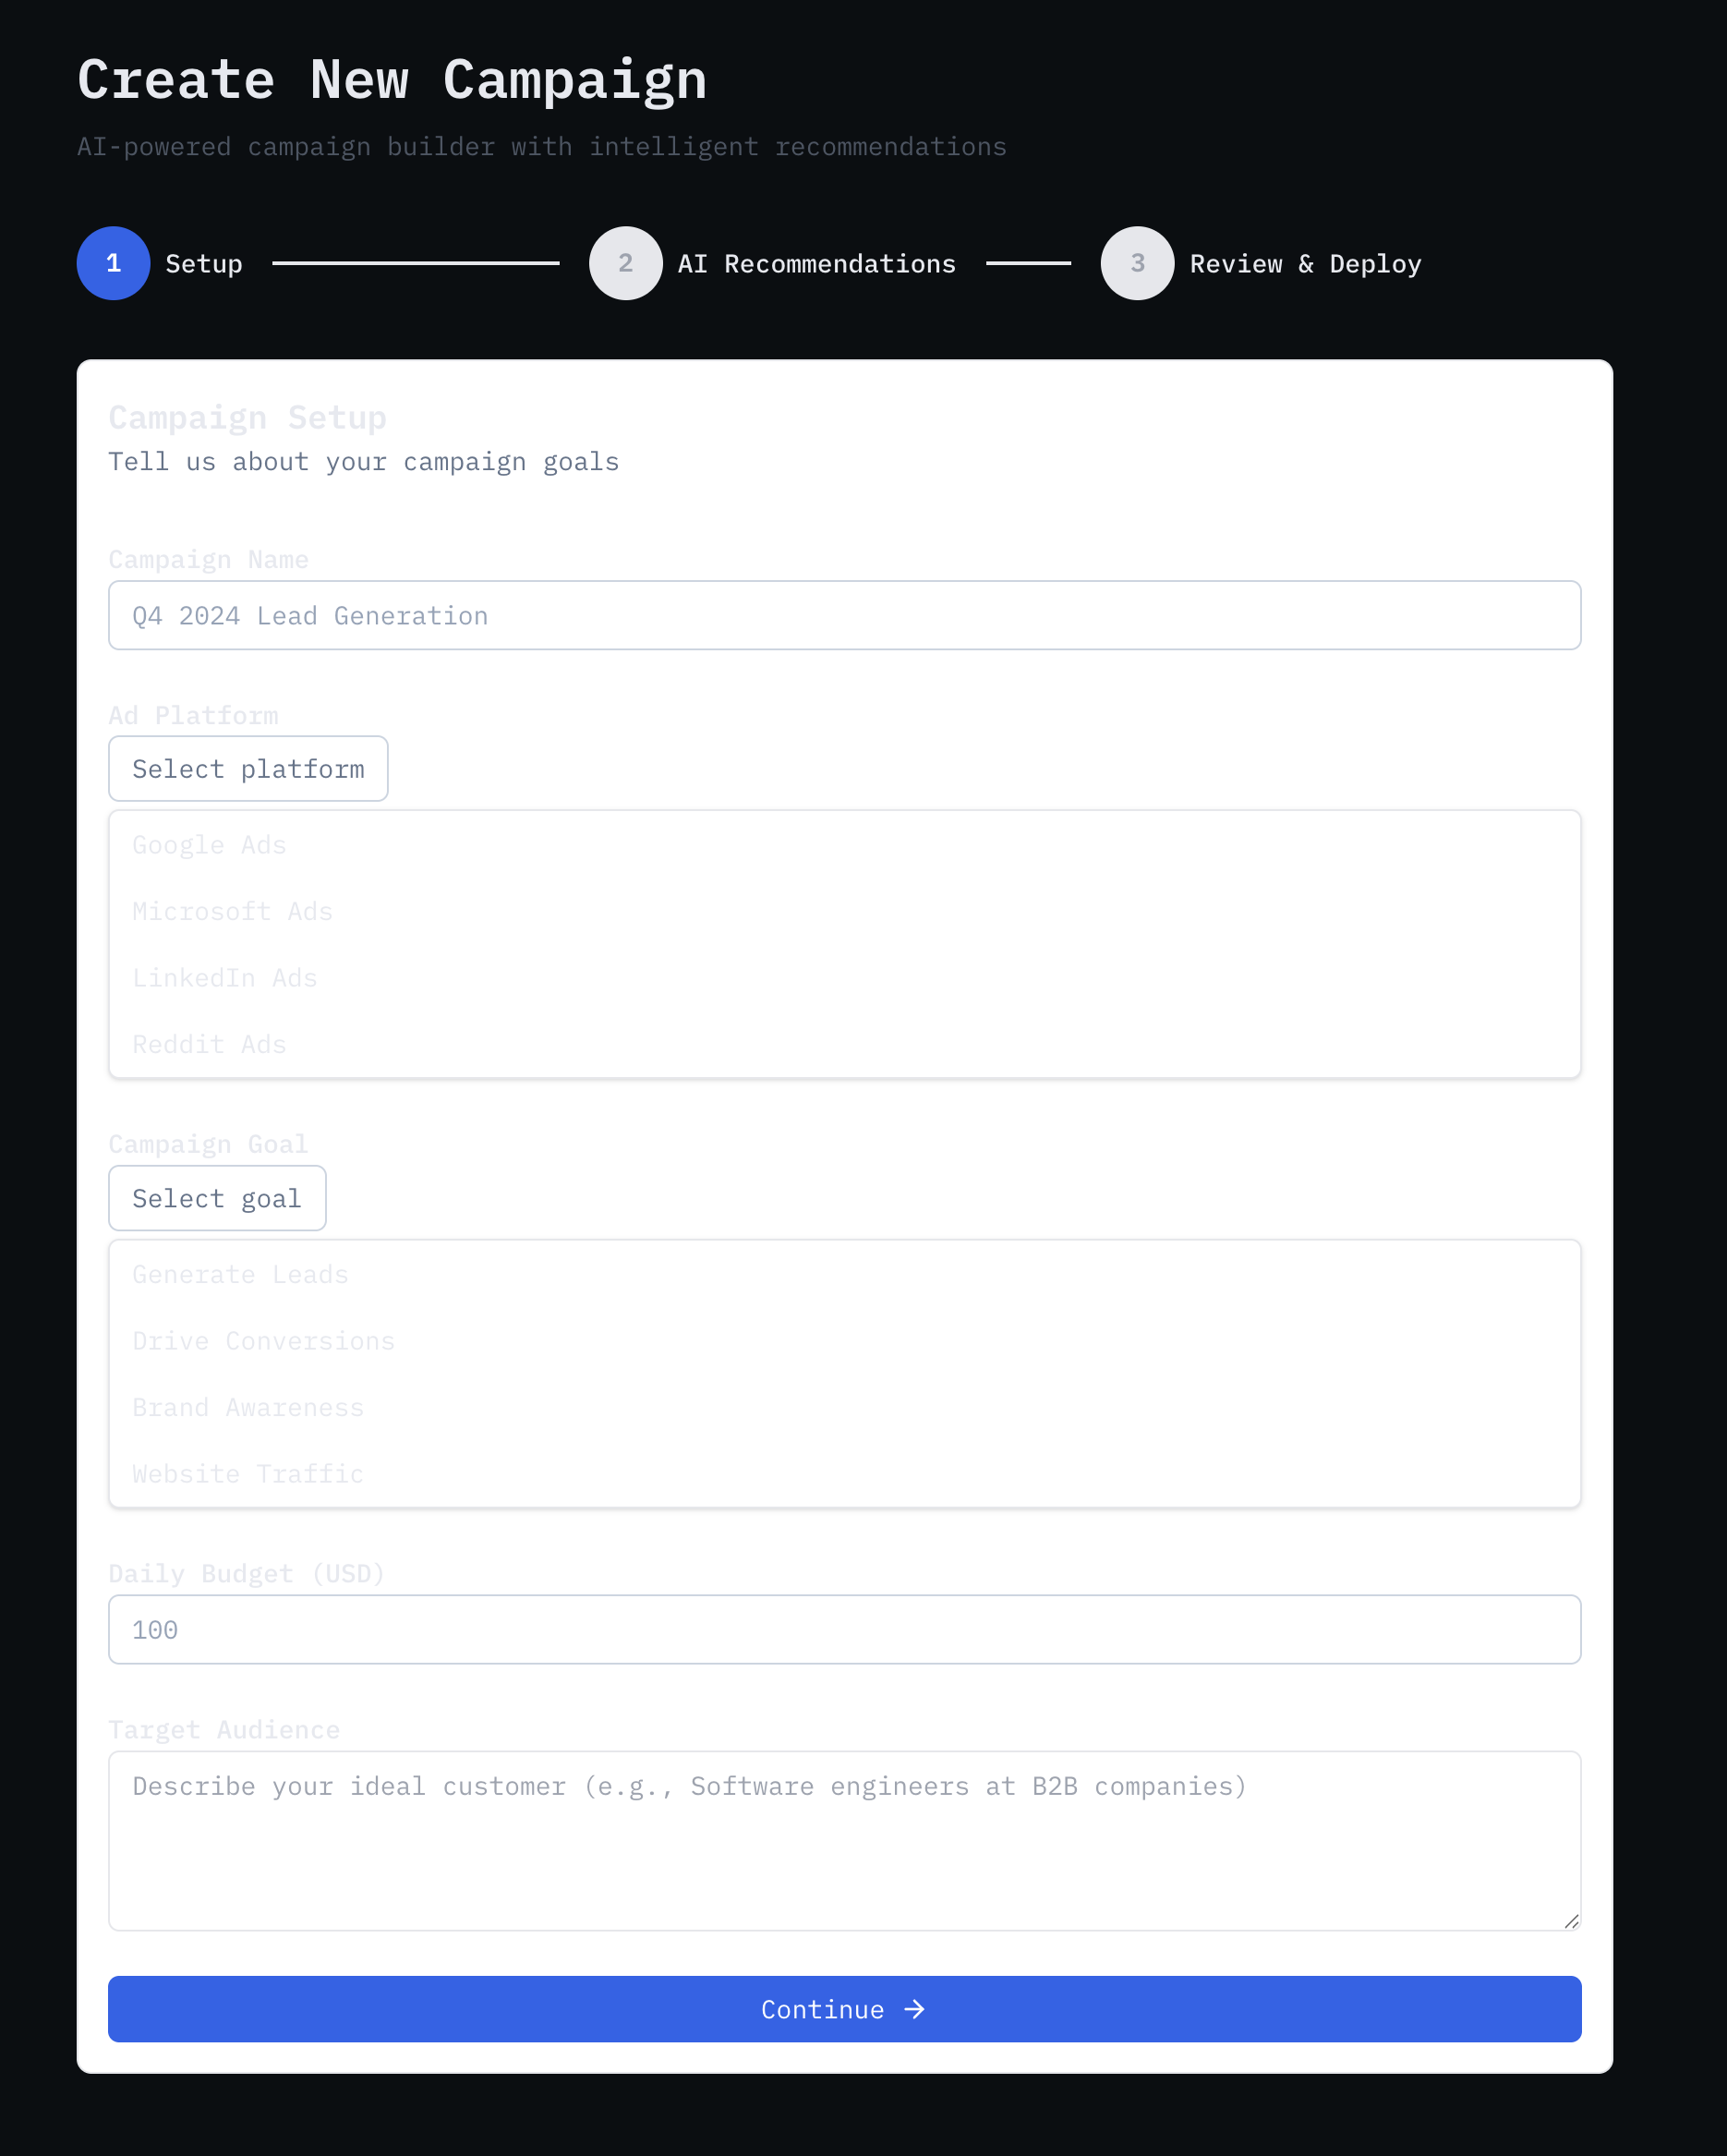 Create New Campaign
AI-powered campaign builder with intelligent recommendations
1 Setup 2 AI Recommendations 3 Review & Deploy
Campaign Setup
Tell us about your campaign goals
Campaign Name
Q4 2024 Lead Generation
Ad Platform
Select platform
Google Ads
Microsoft Ads
LinkedIn Ads
Reddit Ads
Campaign Goal
Select goal
Generate Leads
Drive Conversions
Brand Awareness
Website Traffic
Daily Budget (USD)
100
Target Audience
Describe your ideal customer (e.g., Software engineers at B2B companies)
Continue →